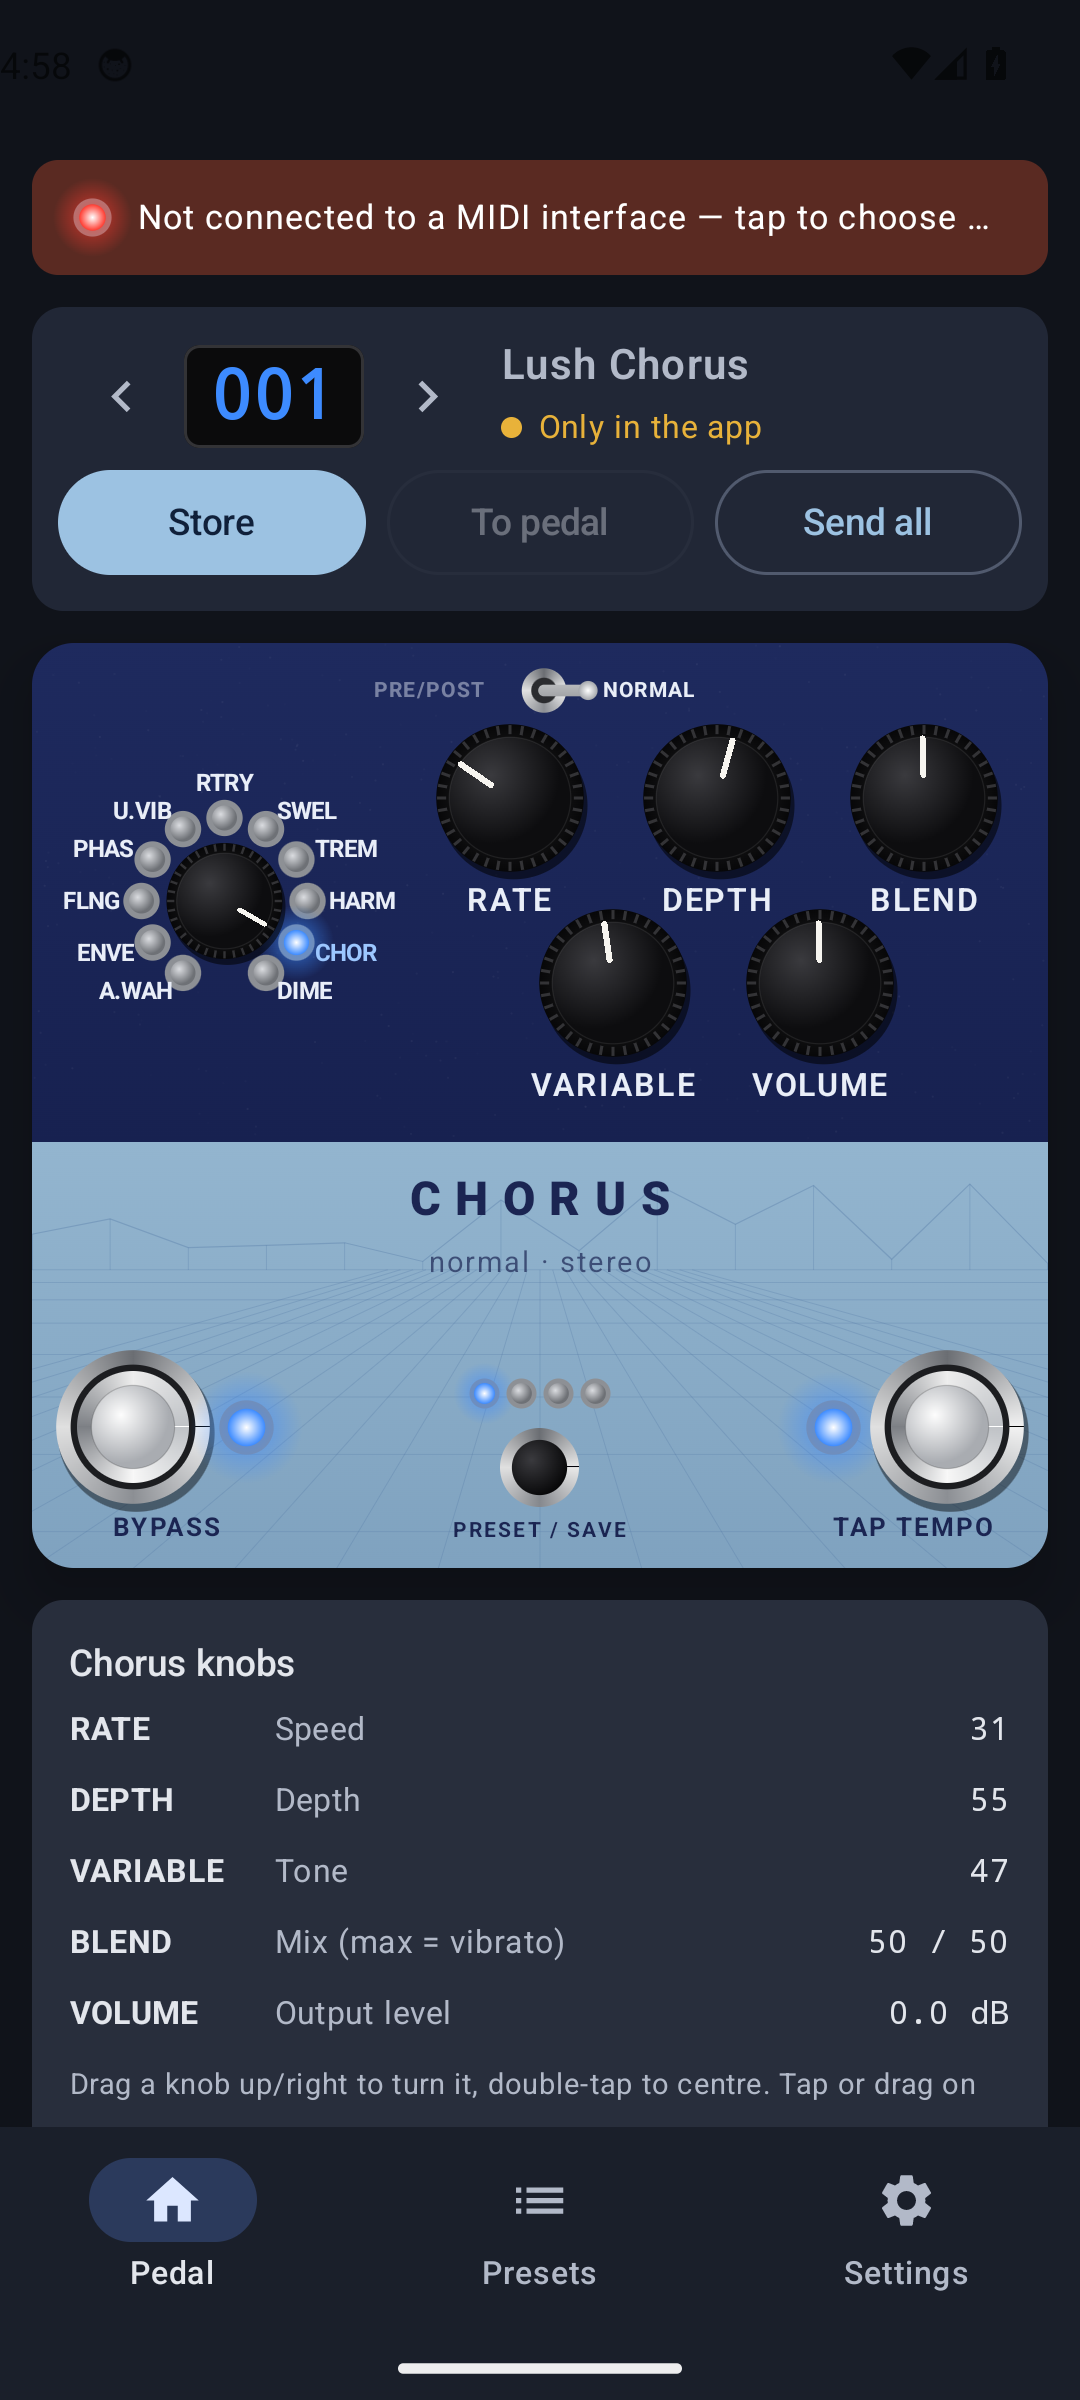 4:58
Not connected to a MIDI interface — tap to choose …
001
Lush Chorus
Only in the app
Store
To pedal
Send all
PRE/POST
NORMAL
RTRY
U.VIB
SWEL
PHAS
TREM
FLNG
HARM
ENVE
CHOR
A.WAH
DIME
RATE
DEPTH
BLEND
VARIABLE
VOLUME
CHORUS
normal · stereo
BYPASS
PRESET / SAVE
TAP TEMPO
Chorus knobs
RATE Speed 31
DEPTH Depth 55
VARIABLE Tone 47
BLEND Mix (max = vibrato) 50 / 50
VOLUME Output level 0.0 dB
Drag a knob up/right to turn it, double-tap to centre. Tap or drag on
Pedal
Presets
Settings